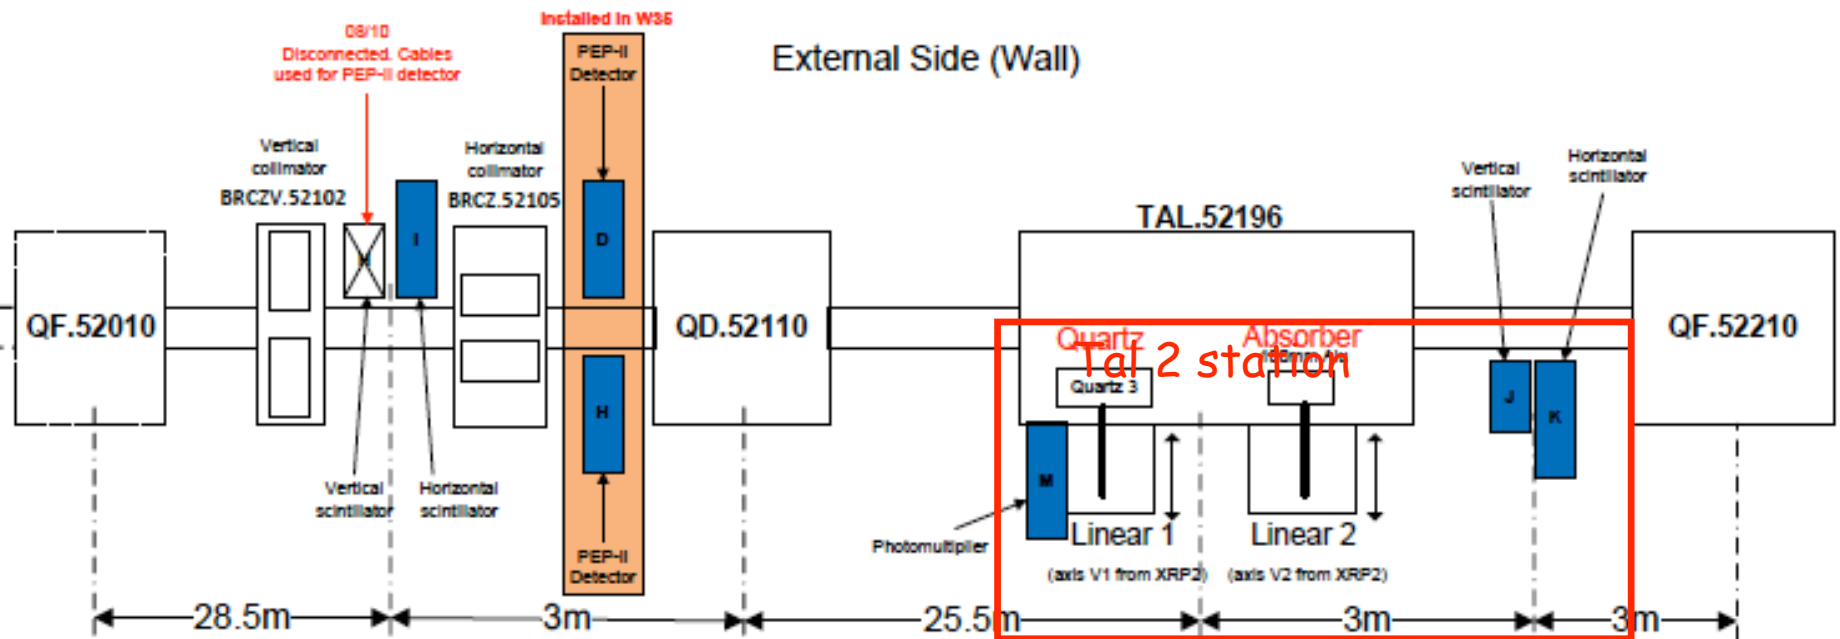 Installed in W35
08/10
Disconnected. Cables
used for PEP-II detector
PEP-II
Detector
External Side (Wall)
Vertical
collimator
BRCZV.52102
Horizontal
collimator
BRCZ.52105
Vertical
scintillator
Horizontal
scintillator
TAL.52196
I
D
QF.52010
QD.52110
QF.52210
Quartz
Absorber
Tal 2 station
Quartz 3
H
J
K
M
Vertical
scintillator
Horizontal
scintillator
Photomultiplier
Linear 1
Linear 2
PEP-II
Detector
(axis V1 from XRP2)
(axis V2 from XRP2)
28.5m
3m
25.5m
3m
3m